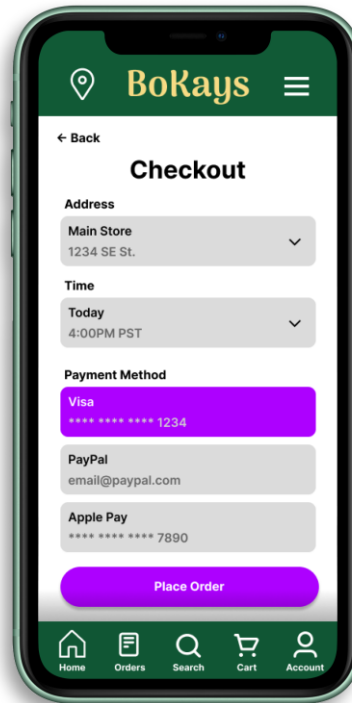 BoKays
← Back
Checkout
Address
Main Store
1234 SE St.
Time
Today
4:00PM PST
Payment Method
Visa
**** **** **** 1234
PayPal
email@paypal.com
Apple Pay
**** **** **** 7890
Place Order
Home Orders Search Cart Account